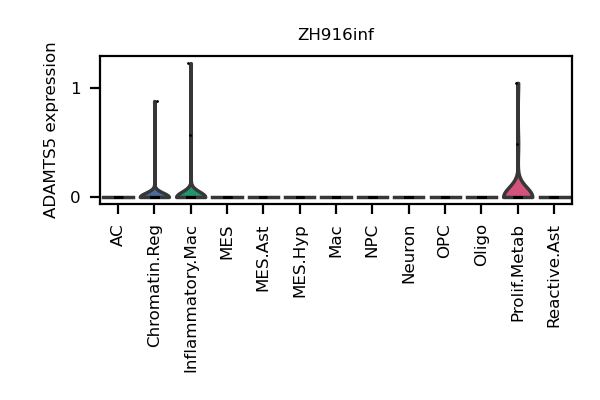 ZH916inf
ADAMTS5 expression
1
0
AC
Chromatin.Reg
Inflammatory.Mac
MES
MES.Ast
MES.Hyp
Mac
NPC
Neuron
OPC
Oligo
Prolif.Metab
Reactive.Ast